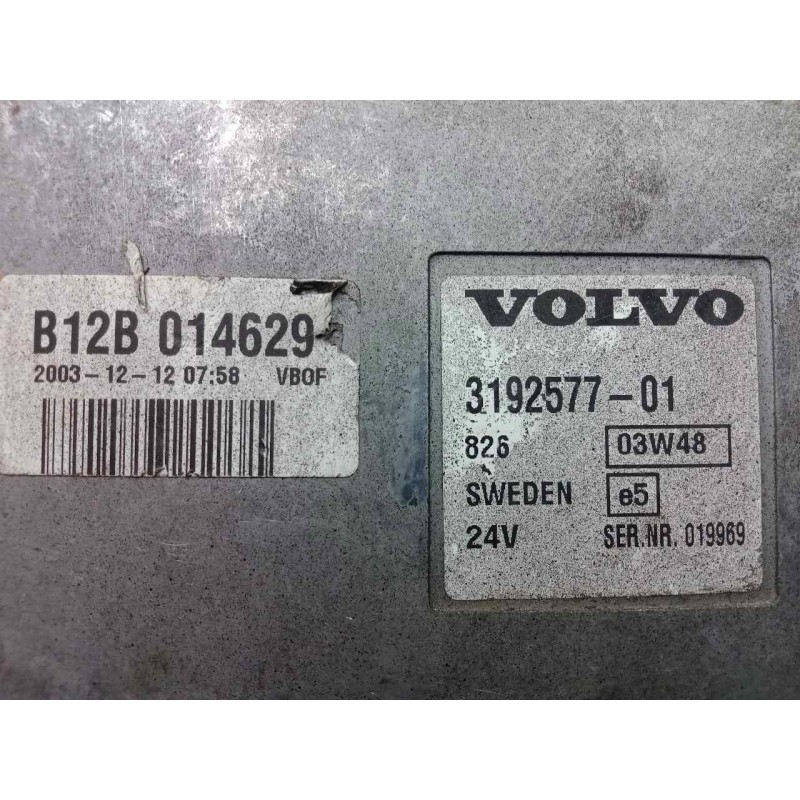 B12B 014629
2003-12-12 07:58 VBOF
VOLVO
3192577-01
826 03W48
SWEDEN e5
24V SER.NR. 019969